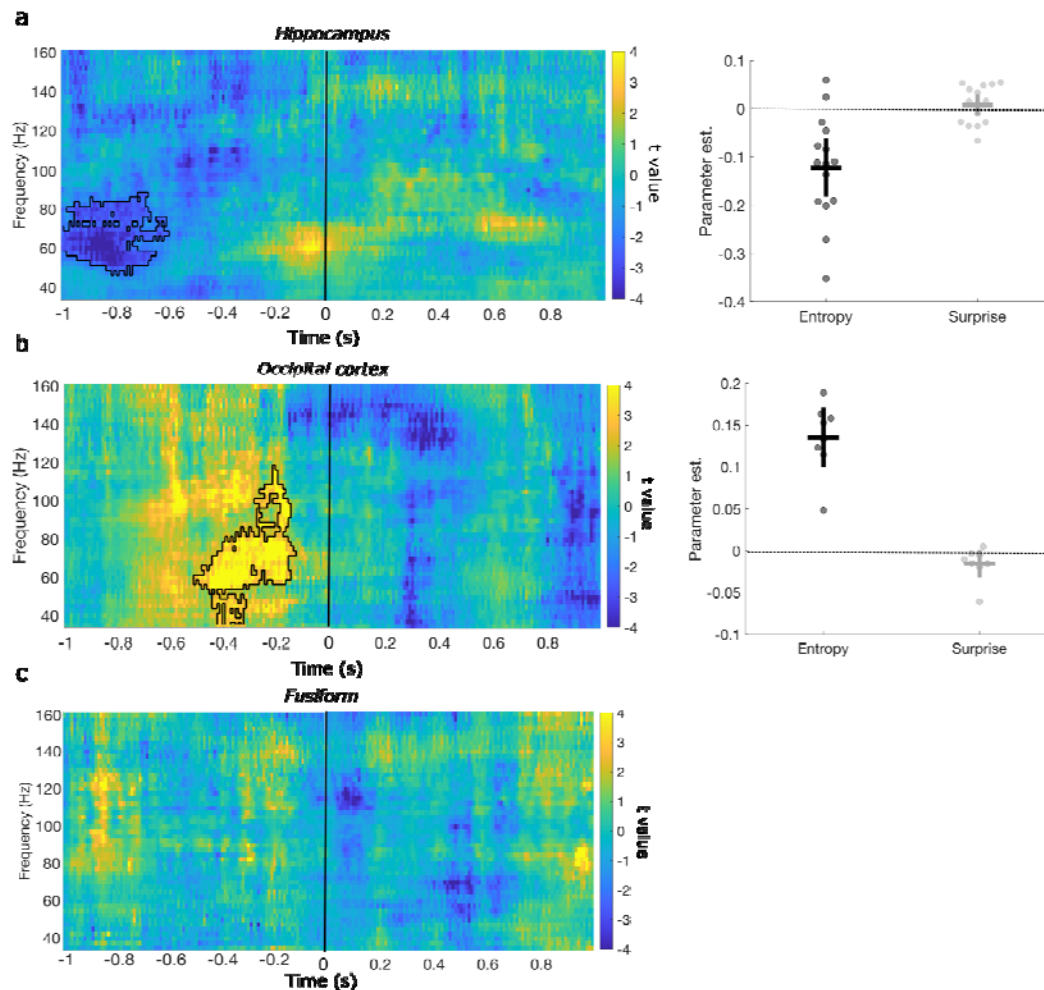 a
Hippocampus
Frequency (Hz)
160
140
120
100
80
60
40
-1 -0.8 -0.6 -0.4 -0.2 0 0.2 0.4 0.6 0.8
Time (s)
4
3
2
1
0
-1
-2
-3
-4
t value
Parameter est.
0.1
0
-0.1
-0.2
-0.3
-0.4
Entropy Surprise
b
Occipital cortex
Frequency (Hz)
160
140
120
100
80
60
40
-1 -0.8 -0.6 -0.4 -0.2 0 0.2 0.4 0.6 0.8
Time (s)
4
3
2
1
0
-1
-2
-3
-4
t value
Parameter est.
0.2
0.15
0.1
0.05
0
-0.05
-0.1
Entropy Surprise
c
Fusiform
Frequency (Hz)
160
140
120
100
80
60
40
-1 -0.8 -0.6 -0.4 -0.2 0 0.2 0.4 0.6 0.8
Time (s)
4
3
2
1
0
-1
-2
-3
-4
t value